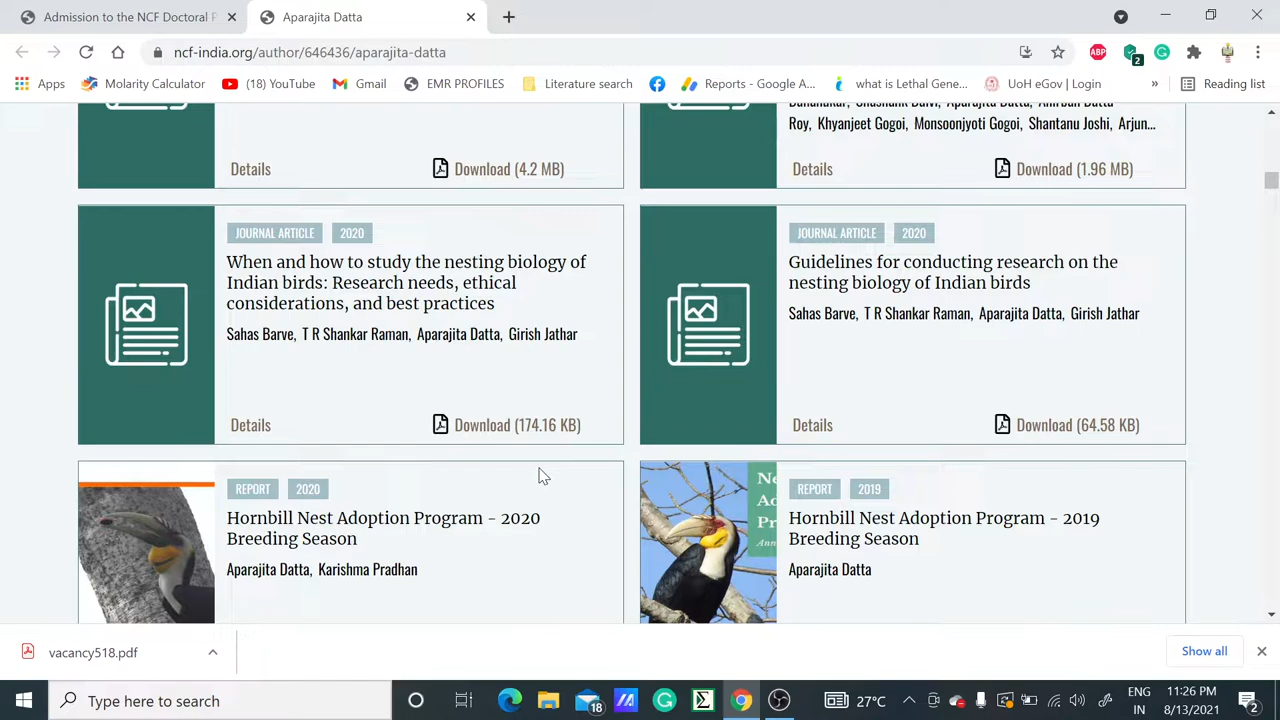 Admission to the NCF Doctoral P
Aparajita Datta
ncf-india.org/author/646436/aparajita-datta
ABP
2
Apps
Molarity Calculator
(18) YouTube
Gmail
EMR PROFILES
Literature search
Reports - Google A...
what is Lethal Gene...
UoH eGov | Login
»
Reading list
Roy, Khyanjeet Gogoi, Monsoonjyoti Gogoi, Shantanu Joshi, Arjun...
Details
Download (4.2 MB)
Details
Download (1.96 MB)
JOURNAL ARTICLE
2020
When and how to study the nesting biology of
Indian birds: Research needs, ethical
considerations, and best practices
Sahas Barve, T R Shankar Raman, Aparajita Datta, Girish Jathar
Details
Download (174.16 KB)
JOURNAL ARTICLE
2020
Guidelines for conducting research on the
nesting biology of Indian birds
Sahas Barve, T R Shankar Raman, Aparajita Datta, Girish Jathar
Details
Download (64.58 KB)
REPORT
2020
Hornbill Nest Adoption Program - 2020
Breeding Season
Aparajita Datta, Karishma Pradhan
REPORT
2019
Hornbill Nest Adoption Program - 2019
Breeding Season
Aparajita Datta
vacancy518.pdf
Show all
Type here to search
18
27°C
ENG
IN
11:26 PM
8/13/2021
2